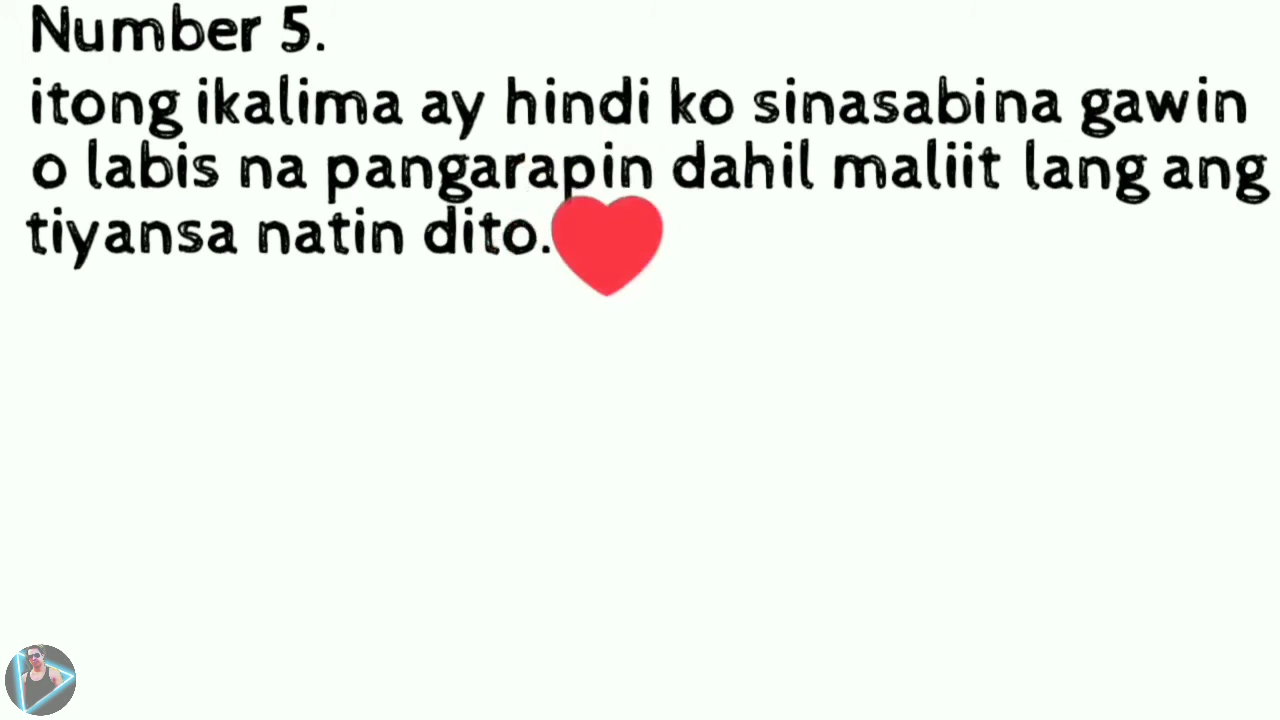 Number 5.
itong ikalima ay hindi ko sinasabina gawin
o labis na pangarapin dahil maliit lang ang
tiyansa natin dito.